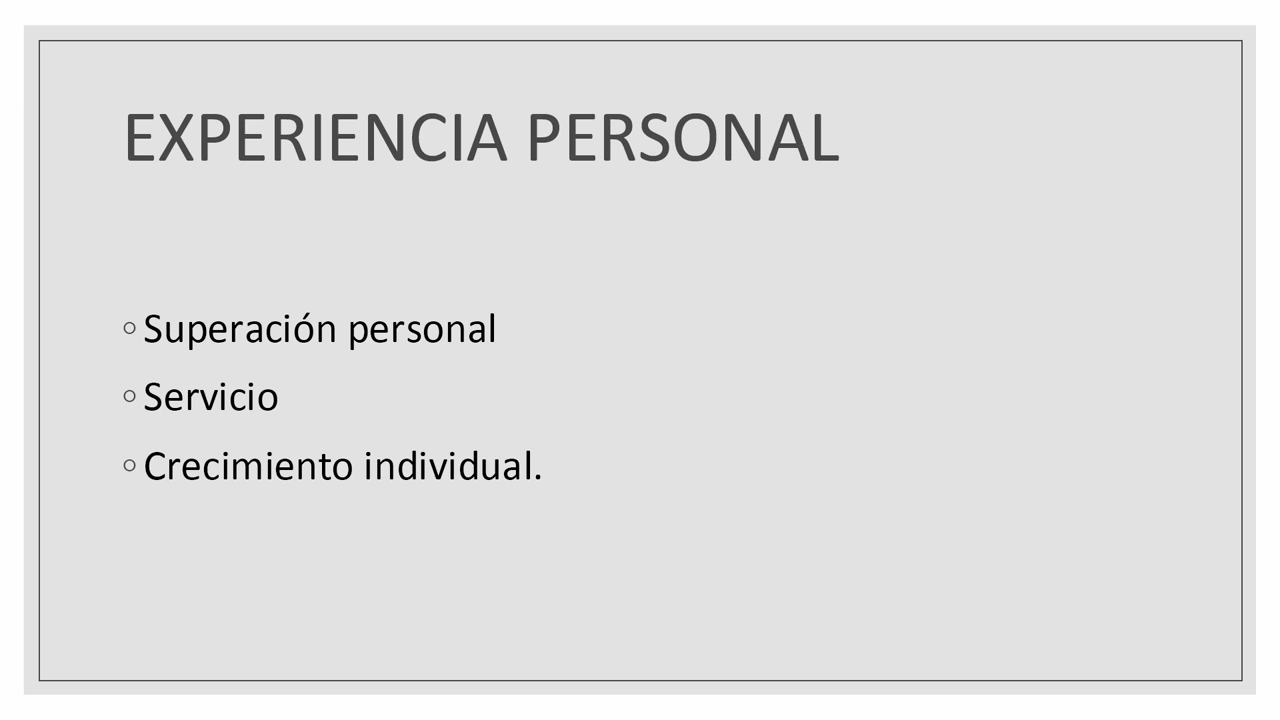 EXPERIENCIA PERSONAL
◦ Superación personal
◦ Servicio
◦ Crecimiento individual.